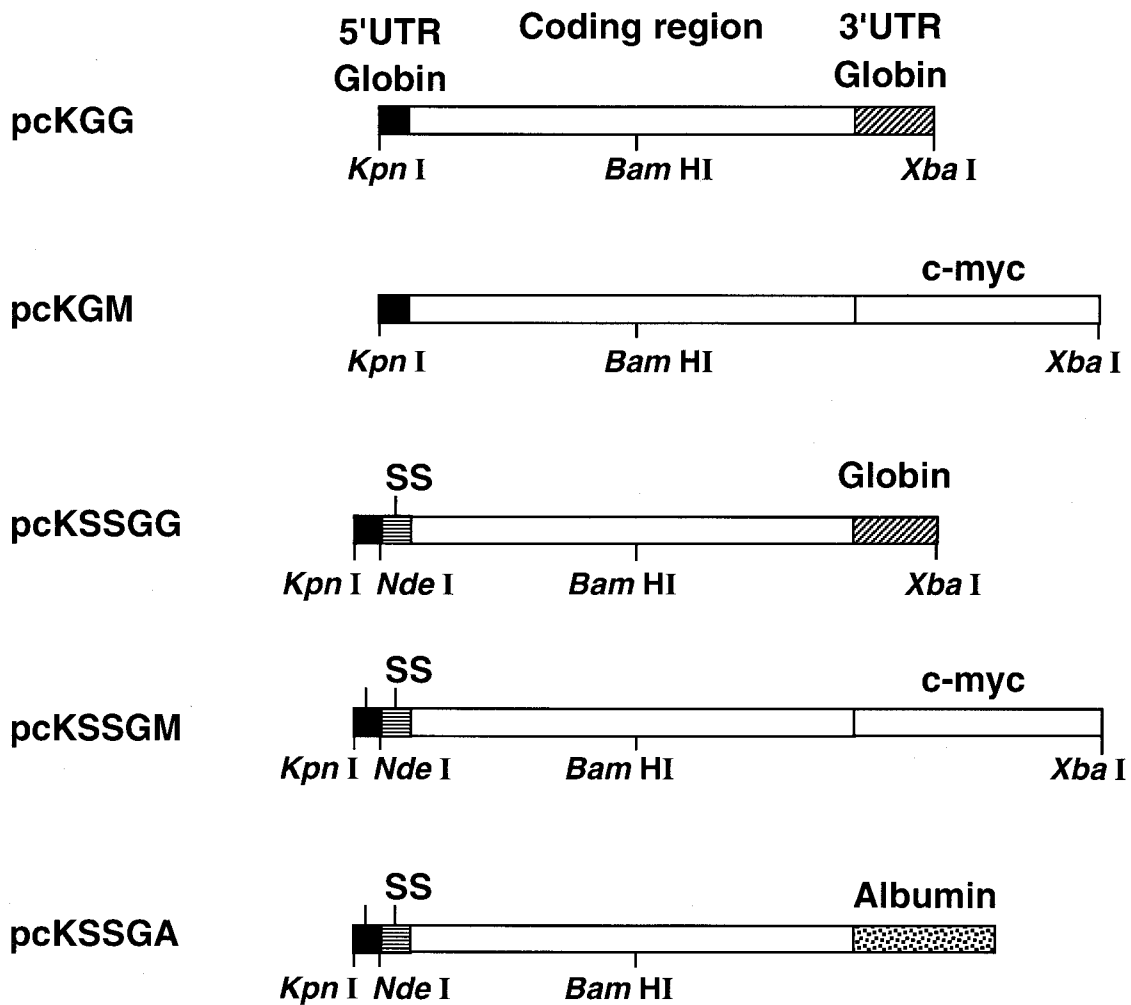 5'UTR Coding region 3'UTR
Globin Globin
pcKGG
Kpn I Bam HI Xba I
c-myc
pcKGM
Kpn I Bam HI Xba I
SS Globin
pcKSSGG
Kpn I Nde I Bam HI Xba I
SS c-myc
pcKSSGM
Kpn I Nde I Bam HI Xba I
SS Albumin
pcKSSGA
Kpn I Nde I Bam HI